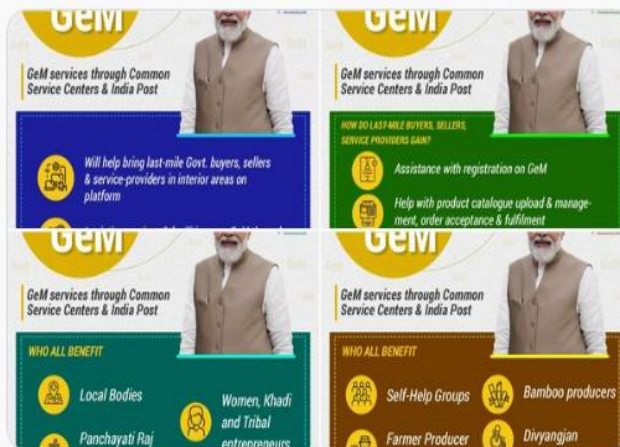 GeM
GeM services through Common
Service Centers & India Post
Will help bring last-mile Govt. buyers, sellers
& service-providers in interior areas on
platform
GeM
GeM services through Common
Service Centers & India Post
HOW DO LAST-MILE BUYERS, SELLERS,
SERVICE PROVIDERS GAIN?
Assistance with registration on GeM
Help with product catalogue upload & manage-
ment, order acceptance & fulfilment
GeM
GeM services through Common
Service Centers & India Post
WHO ALL BENEFIT
Local Bodies
Panchayati Raj
Women, Khadi
and Tribal
entrepreneurs
GeM
GeM services through Common
Service Centers & India Post
WHO ALL BENEFIT
Self-Help Groups
Bamboo producers
Farmer Producer
Divyangjan